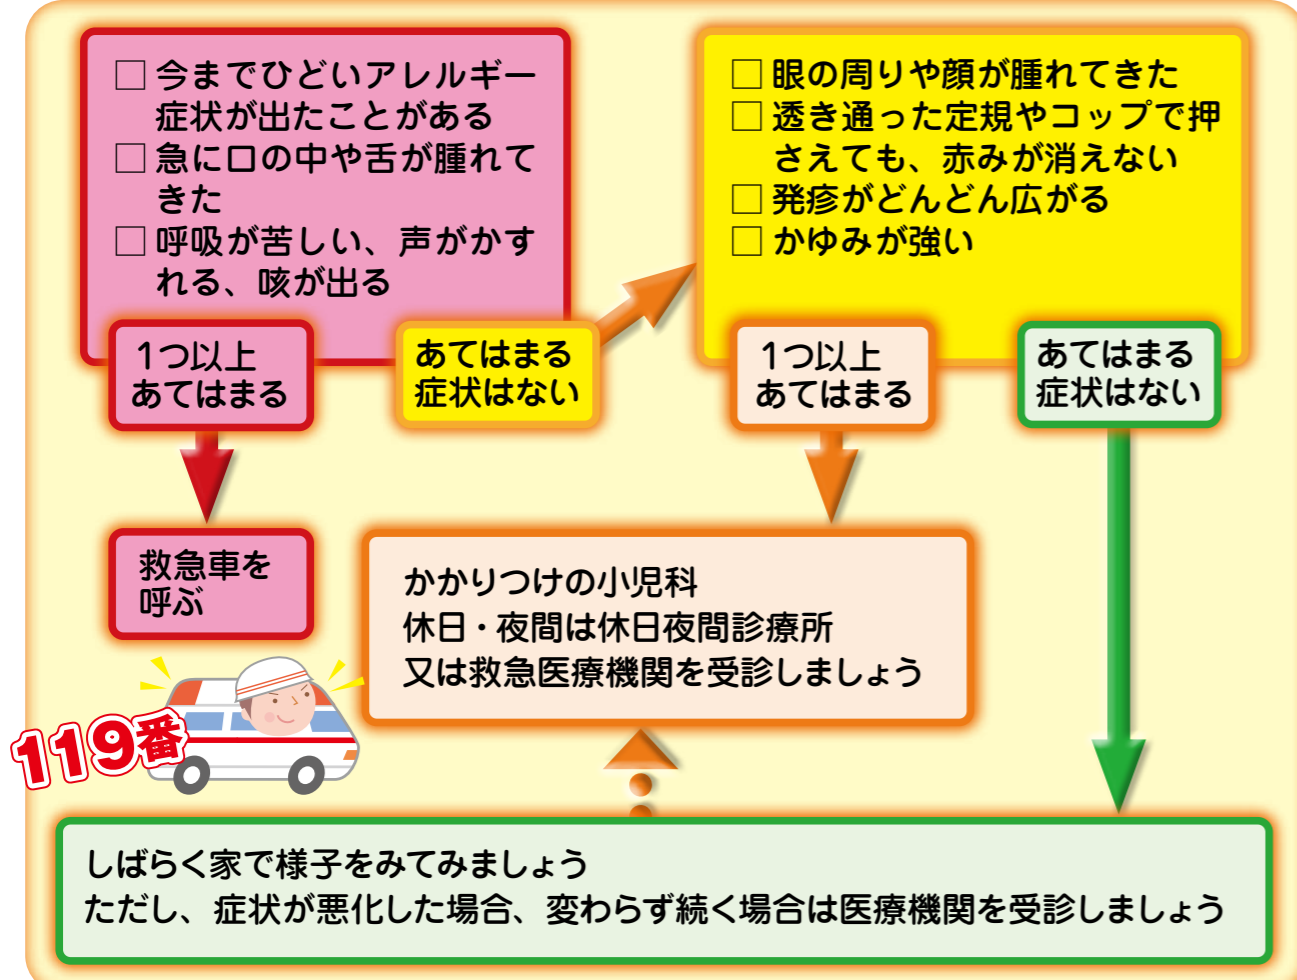 □ 今までひどいアレルギー
症状が出たことがある
□ 急に口の中や舌が腫れて
きた
□ 呼吸が苦しい、声がかす
れる、咳が出る
1つ以上
あてはまる
あてはまる
症状はない
□ 眼の周りや顔が腫れてきた
□ 透き通った定規やコップで押
さえても、赤みが消えない
□ 発疹がどんどん広がる
□ かゆみが強い
1つ以上
あてはまる
あてはまる
症状はない
救急車を
呼ぶ
119番
かかりつけの小児科
休日・夜間は休日夜間診療所
又は救急医療機関を受診しましょう
しばらく家で様子をみてみましょう
ただし、症状が悪化した場合、変わらず続く場合は医療機関を受診しましょう